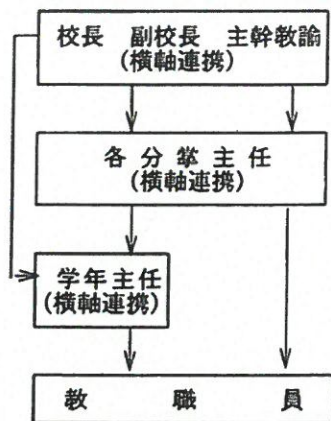 校長 副校長 主幹教諭
(横軸連携)
各分掌主任
(横軸連携)
学年主任
(横軸連携)
教職員